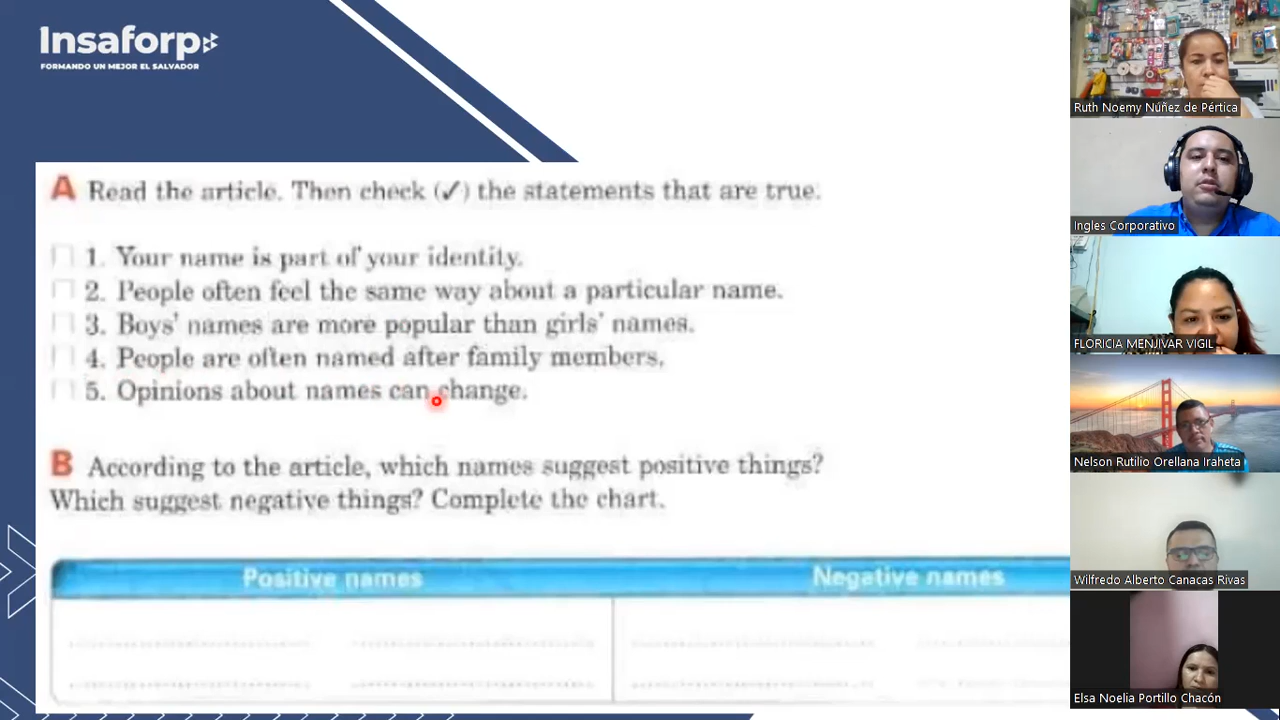 Insaforp
FORMANDO UN MEJOR EL SALVADOR
A Read the article. Then check (✓) the statements that are true.
1. Your name is part of your identity.
2. People often feel the same way about a particular name.
3. Boys' names are more popular than girls' names.
4. People are often named after family members.
5. Opinions about names can change.
B According to the article, which names suggest positive things?
Which suggest negative things? Complete the chart.
Positive names
Negative names
Ruth Noemy Núñez de Pértica
Ingles Corporativo
FLORICIA MENJIVAR VIGIL
Nelson Rutilio Orellana Iraheta
Wilfredo Alberto Canacas Rivas
Elsa Noelia Portillo Chacón